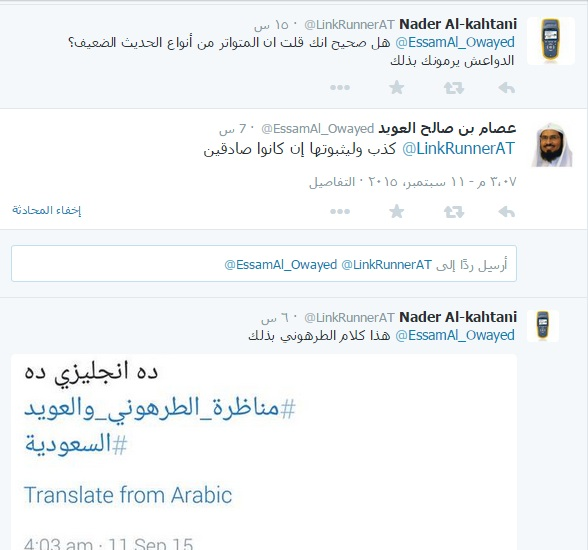 Nader Al-kahtani @LinkRunnerAT · ١٥ س
@EssamAl_Owayed هل صحيح انك قلت ان المتواتر من أنواع الحديث الضعيف؟
الدواعش يرمونك بذلك
عصام بن صالح العويد @EssamAl_Owayed · 7 س
@LinkRunnerAT كذب وليثبوتها إن كانوا صادقين
٣،٠٧ م - ١١ سبتمبر، ٢٠١٥ · التفاصيل
إخفاء المحادثة
أرسل ردًا إلى @EssamAl_Owayed @LinkRunnerAT
Nader Al-kahtani @LinkRunnerAT · ٦ س
@EssamAl_Owayed هذا كلام الطرهوني بذلك
ده انجليزي ده
#مناظرة_الطرهوني_والعويد
#السعودية
Translate from Arabic
4:03 am · 11 Sep 15